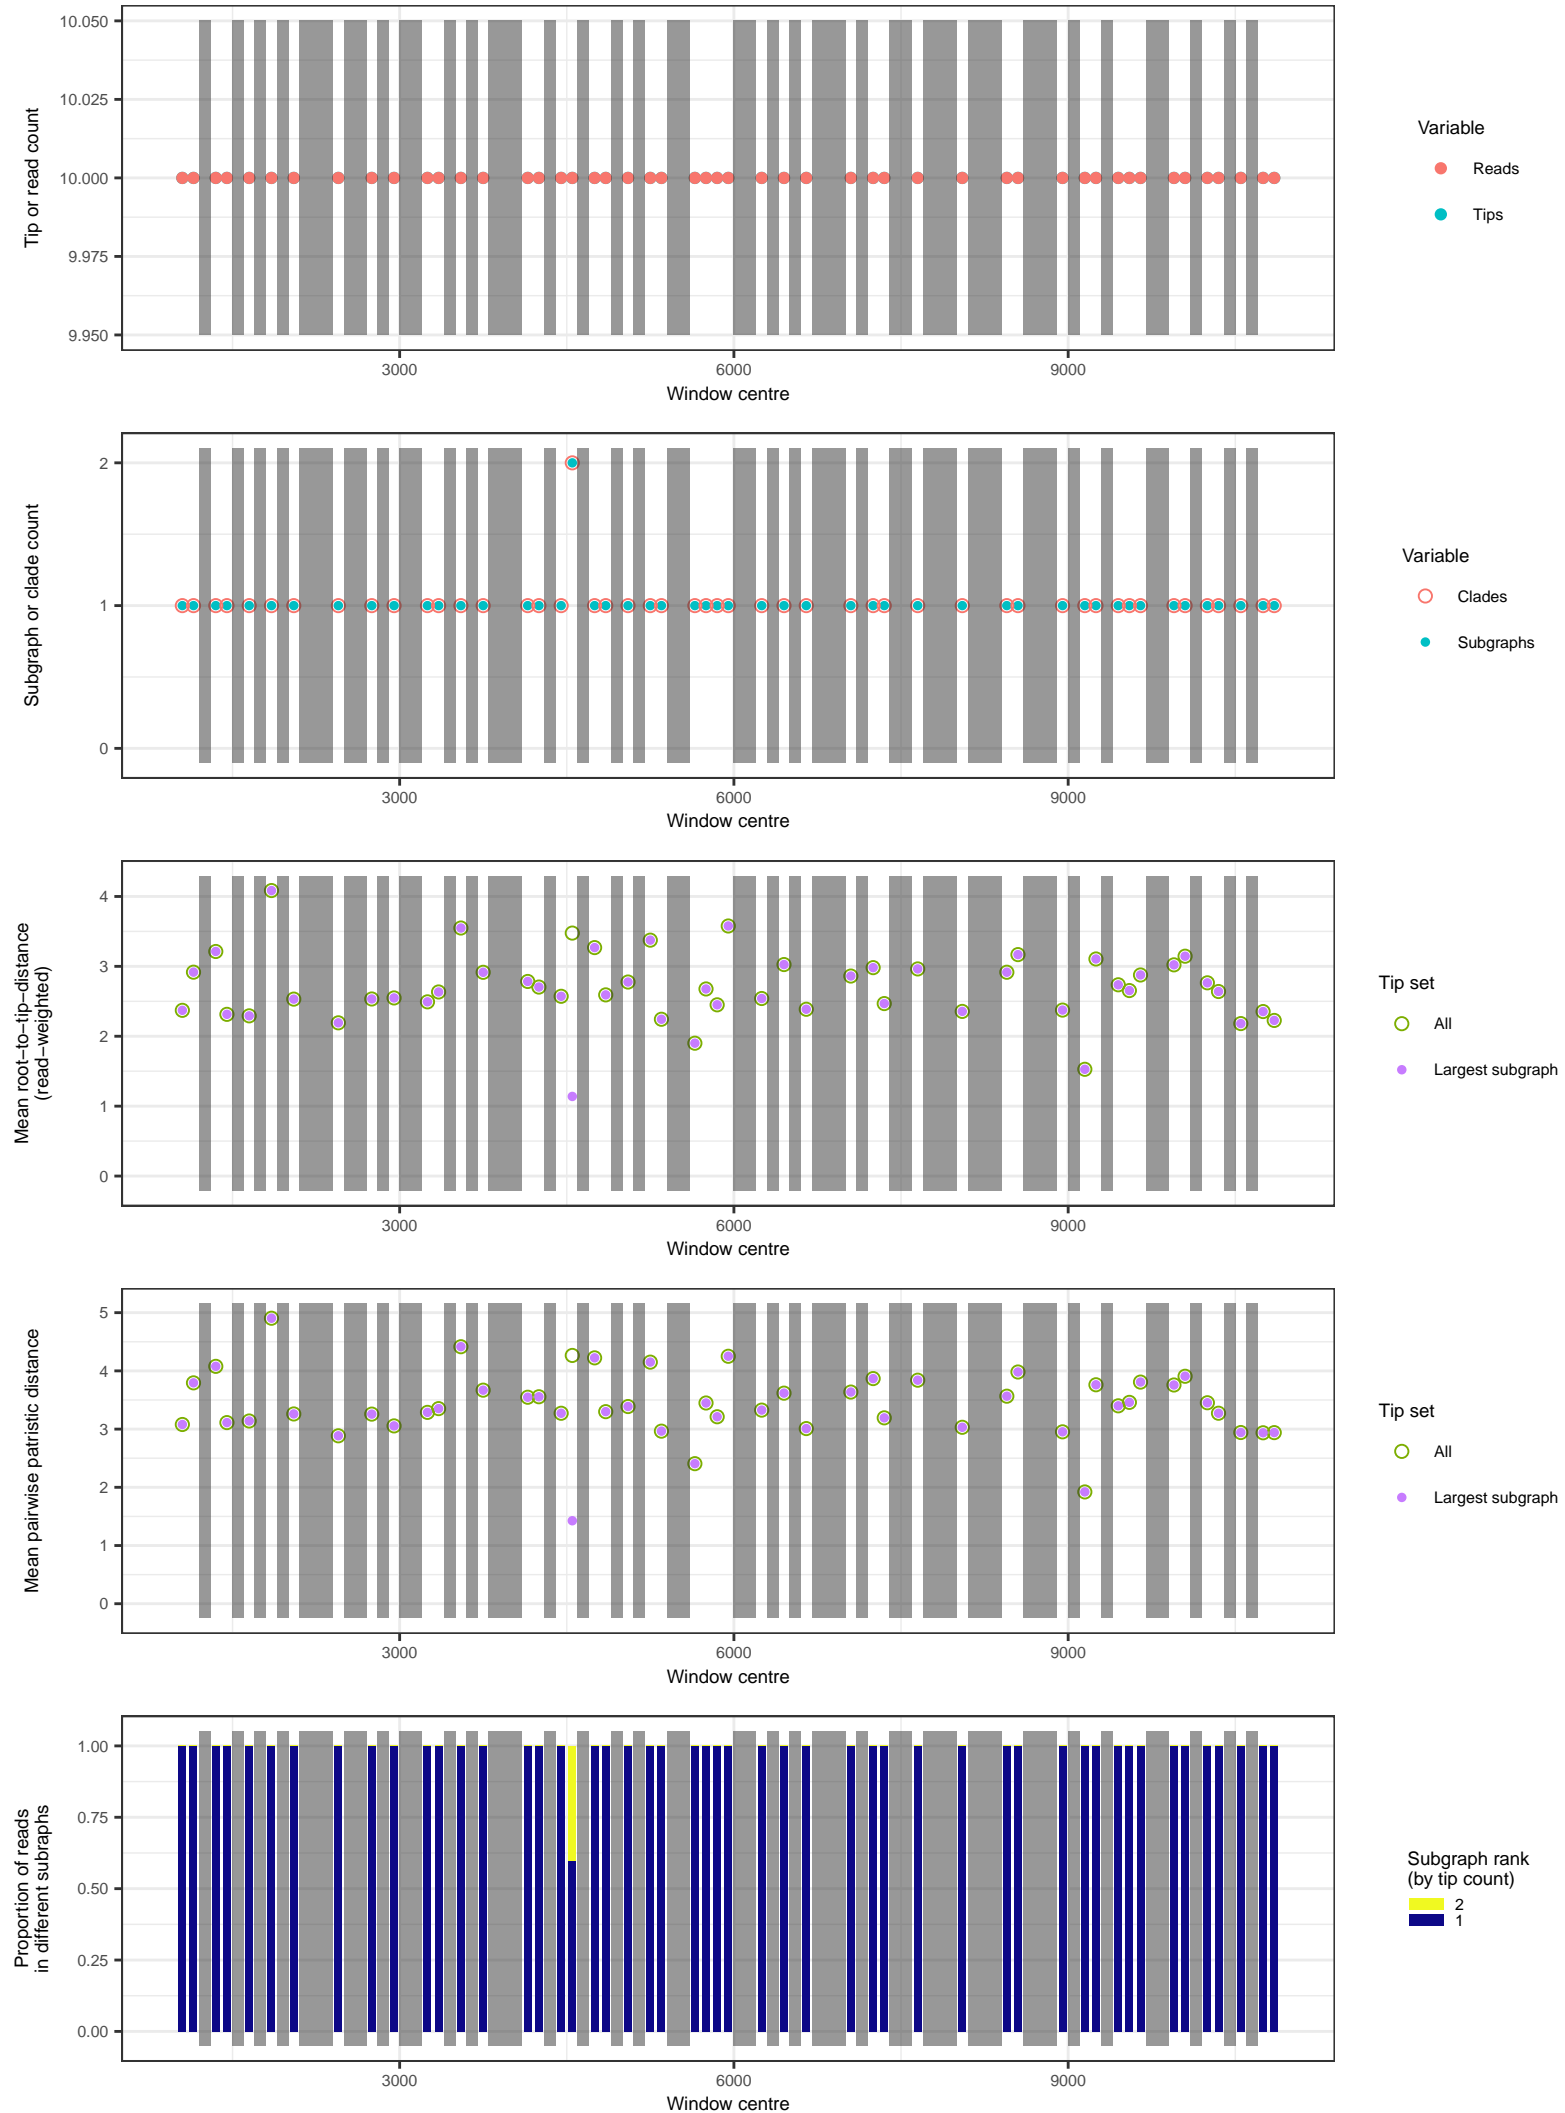 10.050
10.025
10.000
9.975
9.950
Tip or read count
3000
6000
9000
Window centre
Variable
Reads
Tips
2
1
0
Subgraph or clade count
3000
6000
9000
Window centre
Variable
Clades
Subgraphs
4
3
2
1
0
Mean root−to−tip−distance
(read−weighted)
3000
6000
9000
Window centre
Tip set
All
Largest subgraph
5
4
3
2
1
0
Mean pairwise patristic distance
3000
6000
9000
Window centre
Tip set
All
Largest subgraph
1.00
0.75
0.50
0.25
0.00
Proportion of reads
in different subraphs
3000
6000
9000
Window centre
Subgraph rank
(by tip count)
2
1